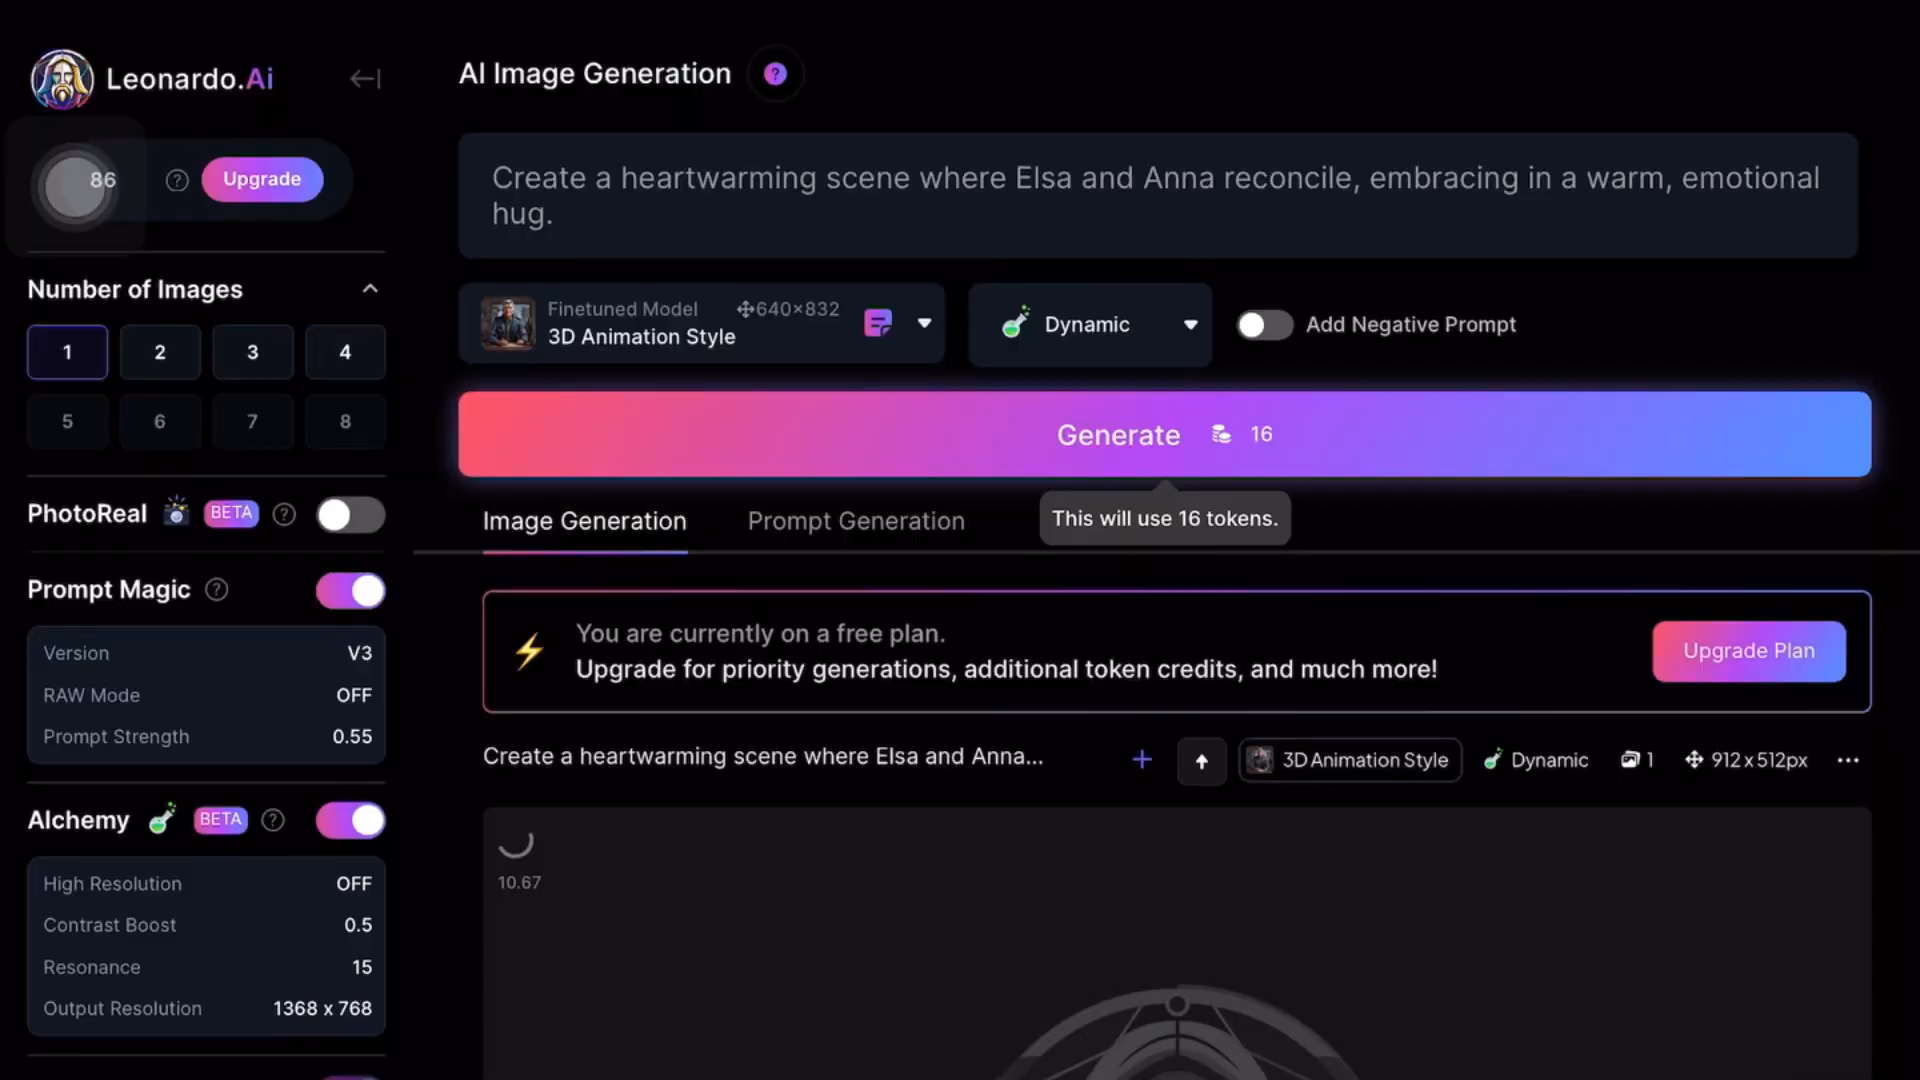 Leonardo.Ai
AI Image Generation
?
86
?
Upgrade
Create a heartwarming scene where Elsa and Anna reconcile, embracing in a warm, emotional
hug.
Number of Images
1 2 3 4
5 6 7 8
Finetuned Model 640×832
3D Animation Style
Dynamic
Add Negative Prompt
Generate 16
This will use 16 tokens.
Image Generation Prompt Generation
PhotoReal BETA ?
Prompt Magic ?
Version V3
RAW Mode OFF
Prompt Strength 0.55
Alchemy BETA ?
High Resolution OFF
Contrast Boost 0.5
Resonance 15
Output Resolution 1368 x 768
You are currently on a free plan.
Upgrade for priority generations, additional token credits, and much more!
Upgrade Plan
Create a heartwarming scene where Elsa and Anna...
3D Animation Style Dynamic 1 912 x 512px
10.67